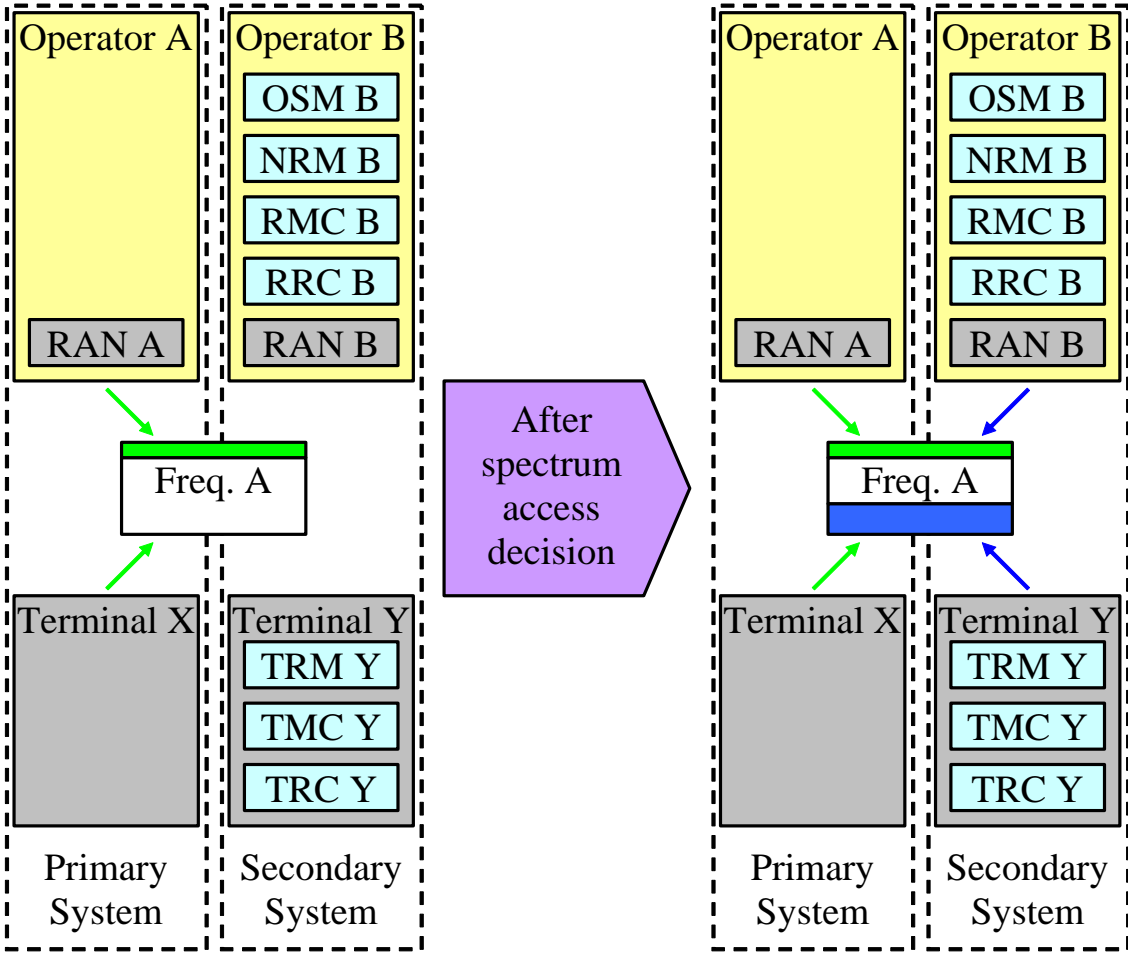 Operator A
RAN A
Operator B
OSM B
NRM B
RMC B
RRC B
RAN B
Freq. A
Terminal X
Terminal Y
TRM Y
TMC Y
TRC Y
Primary
System
Secondary
System
After
spectrum
access
decision
Operator A
RAN A
Operator B
OSM B
NRM B
RMC B
RRC B
RAN B
Freq. A
Terminal X
Terminal Y
TRM Y
TMC Y
TRC Y
Primary
System
Secondary
System